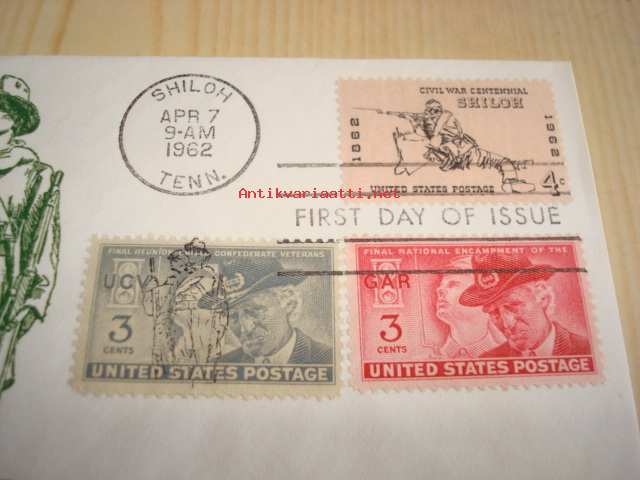 SHILOH
APR 7
9-AM
1962
TENN.
CIVIL WAR CENTENNIAL
SHILOH
1862
1962
UNITED STATES POSTAGE 4c
Antikvariaatti.net
FIRST DAY OF ISSUE
FINAL REUNION CONFEDERATE VETERANS
UCV
3
CENTS
UNITED STATES POSTAGE
FINAL NATIONAL ENCAMPMENT OF THE
GAR
3
CENTS
UNITED STATES POSTAGE